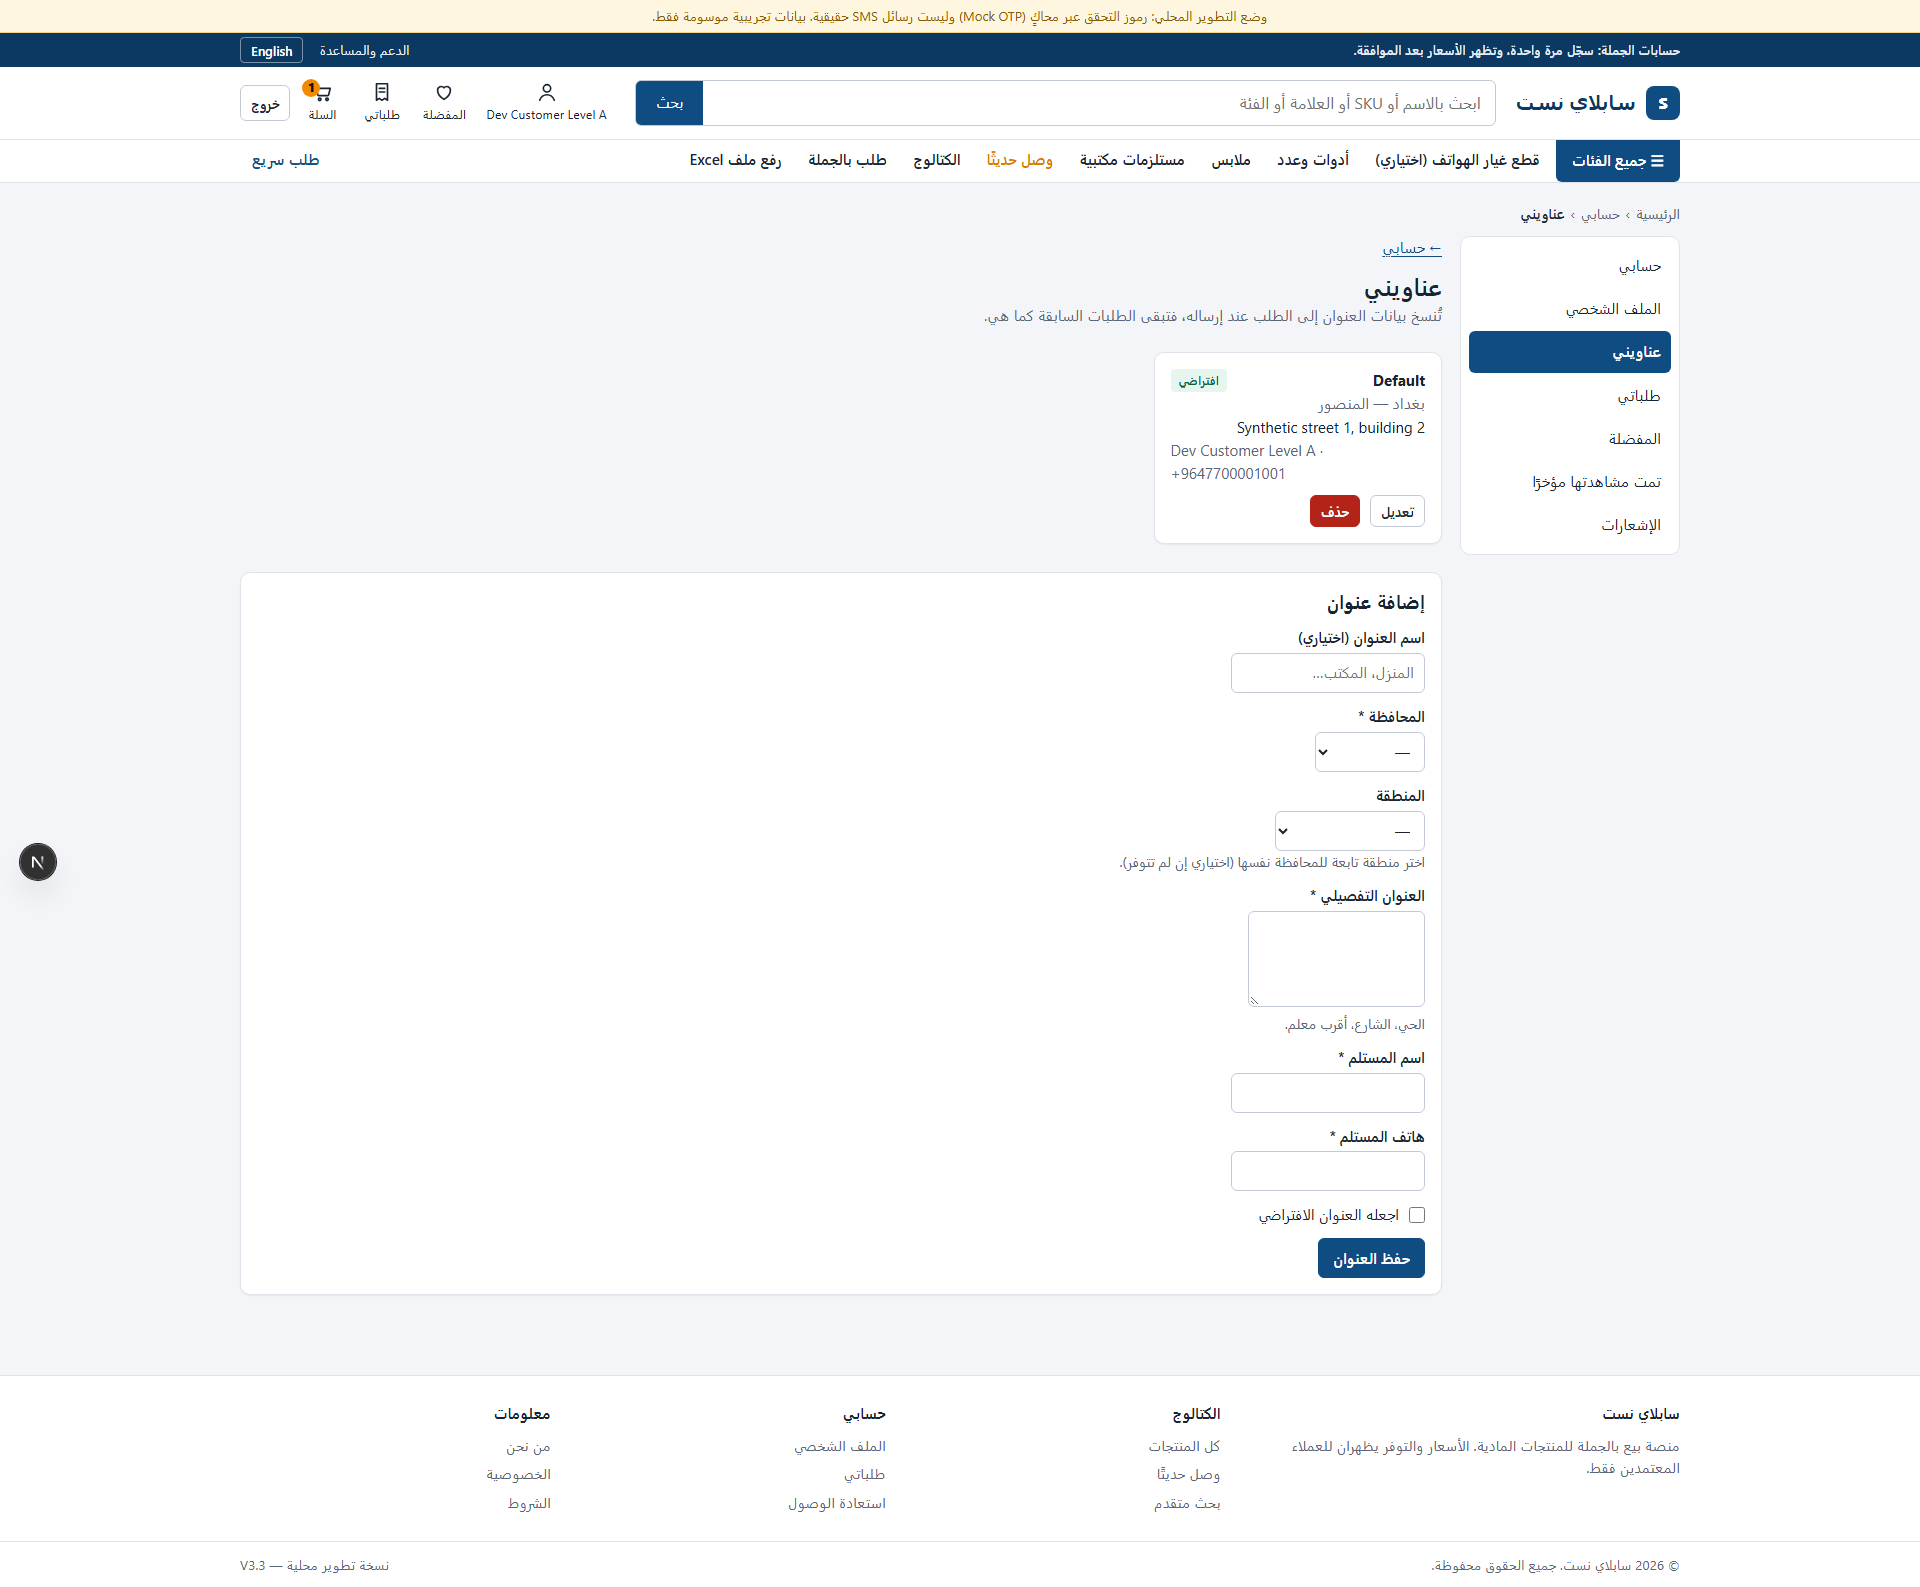 وضع التطوير المحلي: رموز التحقق عبر محاكٍ (Mock OTP) وليست رسائل SMS حقيقية. بيانات تجريبية موسومة فقط.
حسابات الجملة: سجّل مرة واحدة، وتظهر الأسعار بعد الموافقة.
الدعم والمساعدة
English
S سابلاي نست
ابحث بالاسم أو SKU أو العلامة أو الفئة
بحث
Dev Customer Level A
المفضلة
طلباتي
1
السلة
خروج
☰ جميع الفئات
قطع غيار الهواتف (اختياري)
أدوات وعدد
ملابس
مستلزمات مكتبية
وصل حديثًا
الكتالوج
طلب بالجملة
رفع ملف Excel
طلب سريع
الرئيسية › حسابي › عناويني
حسابي
الملف الشخصي
عناويني
طلباتي
المفضلة
تمت مشاهدتها مؤخرًا
الإشعارات
← حسابي
عناويني
تُنسخ بيانات العنوان إلى الطلب عند إرساله، فتبقى الطلبات السابقة كما هي.
Default
افتراضي
بغداد — المنصور
Synthetic street 1, building 2
Dev Customer Level A ·
+9647700001001
تعديل
حذف
إضافة عنوان
اسم العنوان (اختياري)
المنزل، المكتب...
المحافظة *
—
المنطقة
—
اختر منطقة تابعة للمحافظة نفسها (اختياري إن لم تتوفر).
العنوان التفصيلي *
الحي، الشارع، أقرب معلم.
اسم المستلم *
هاتف المستلم *
اجعله العنوان الافتراضي
حفظ العنوان
N
سابلاي نست
منصة بيع بالجملة للمنتجات المادية. الأسعار والتوفر يظهران للعملاء
المعتمدين فقط.
الكتالوج
كل المنتجات
وصل حديثًا
بحث متقدم
حسابي
الملف الشخصي
طلباتي
استعادة الوصول
معلومات
من نحن
الخصوصية
الشروط
© 2026 سابلاي نست. جميع الحقوق محفوظة.
نسخة تطوير محلية — V3.3